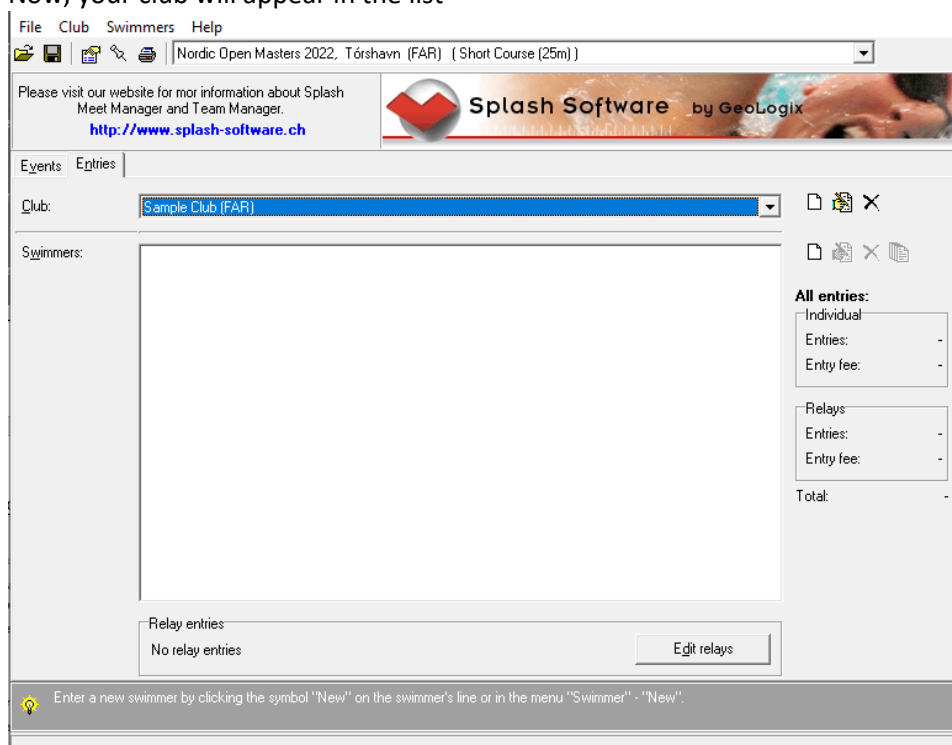 Now, your club will appear in the list
File Club Swimmers Help
Nordic Open Masters 2022, Tórshavn (FAR) ( Short Course (25m) )
Please visit our website for mor information about Splash
Meet Manager and Team Manager.
http://www.splash-software.ch
Splash Software by GeoLogix
Events Entries
Club: Sample Club (FAR)
Swimmers:
All entries:
Individual
Entries: -
Entry fee: -
Relays
Entries: -
Entry fee: -
Total: -
Relay entries
No relay entries Edit relays
Enter a new swimmer by clicking the symbol "New" on the swimmer's line or in the menu "Swimmer" - "New".